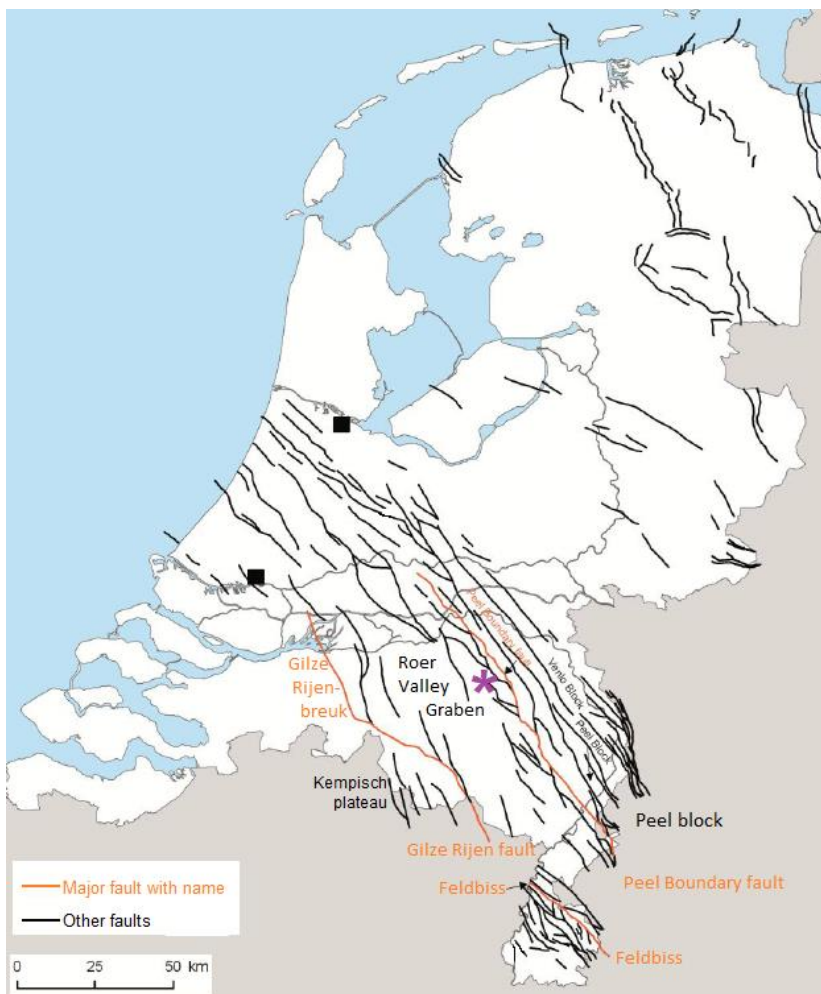 Peel Boundary fault
Gilze
Rijen-
breuk
Roer
Valley
Graben
Venlo Block
Peel Block
Kempisch
plateau
Peel block
Gilze Rijen fault
Peel Boundary fault
Feldbiss
Feldbiss
Major fault with name
Other faults
0 25 50 km